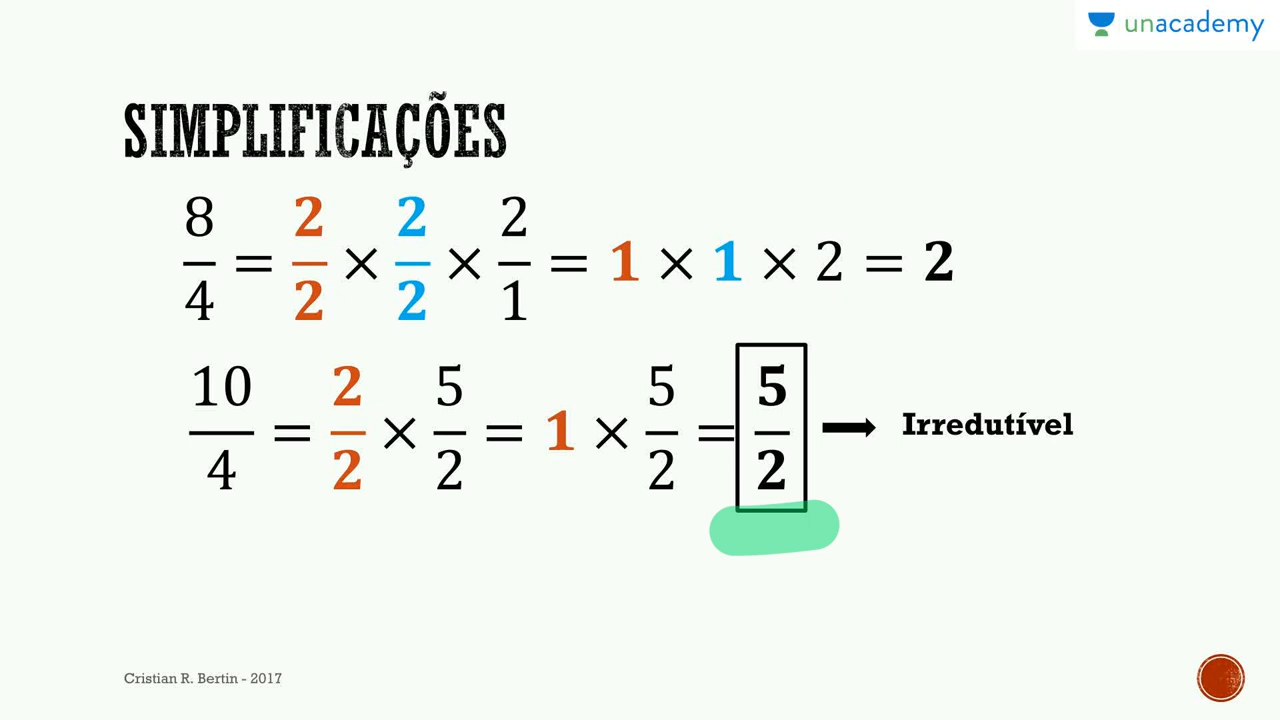 unacademy
SIMPLIFICAÇÕES
8/4 = 2/2 × 2/2 × 2/1 = 1 × 1 × 2 = 2
10/4 = 2/2 × 5/2 = 1 × 5/2 = 5/2 → Irredutível
Cristian R. Bertin - 2017